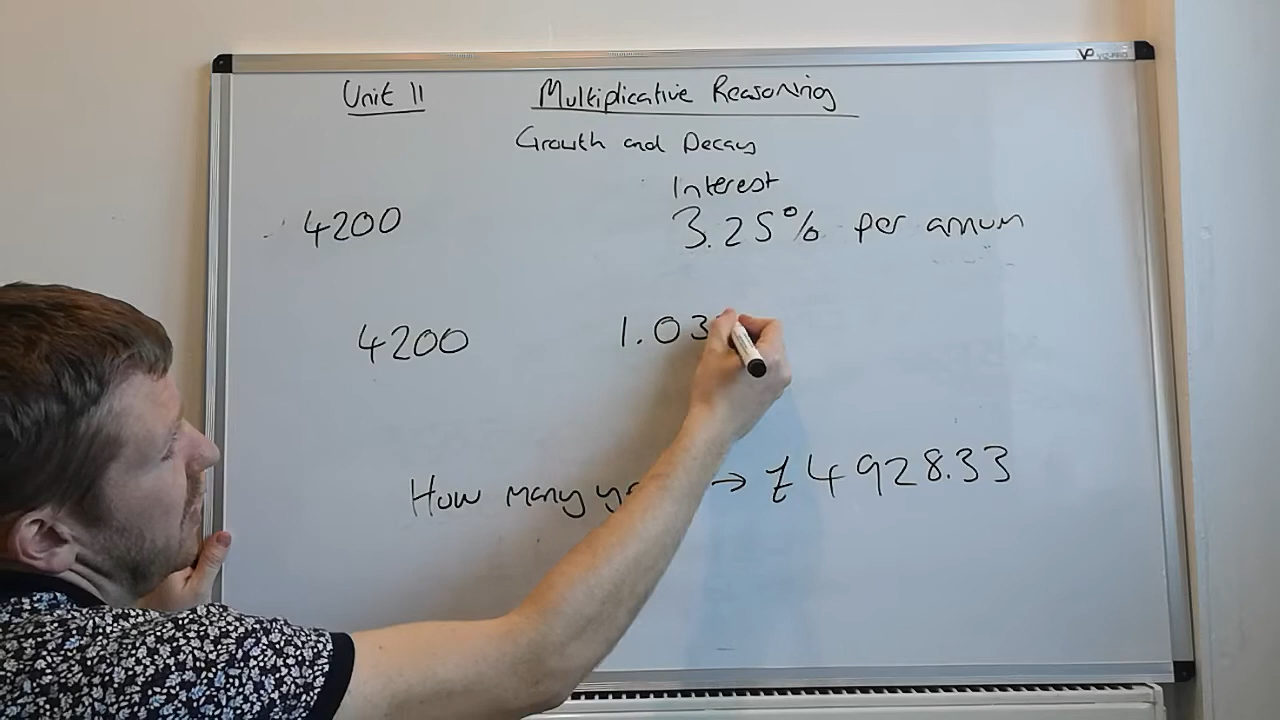 Unit 11 Multiplicative Reasoning
Growth and Decay
Interest
4200 3.25% per annum
4200 1.03
How many → £4928.33